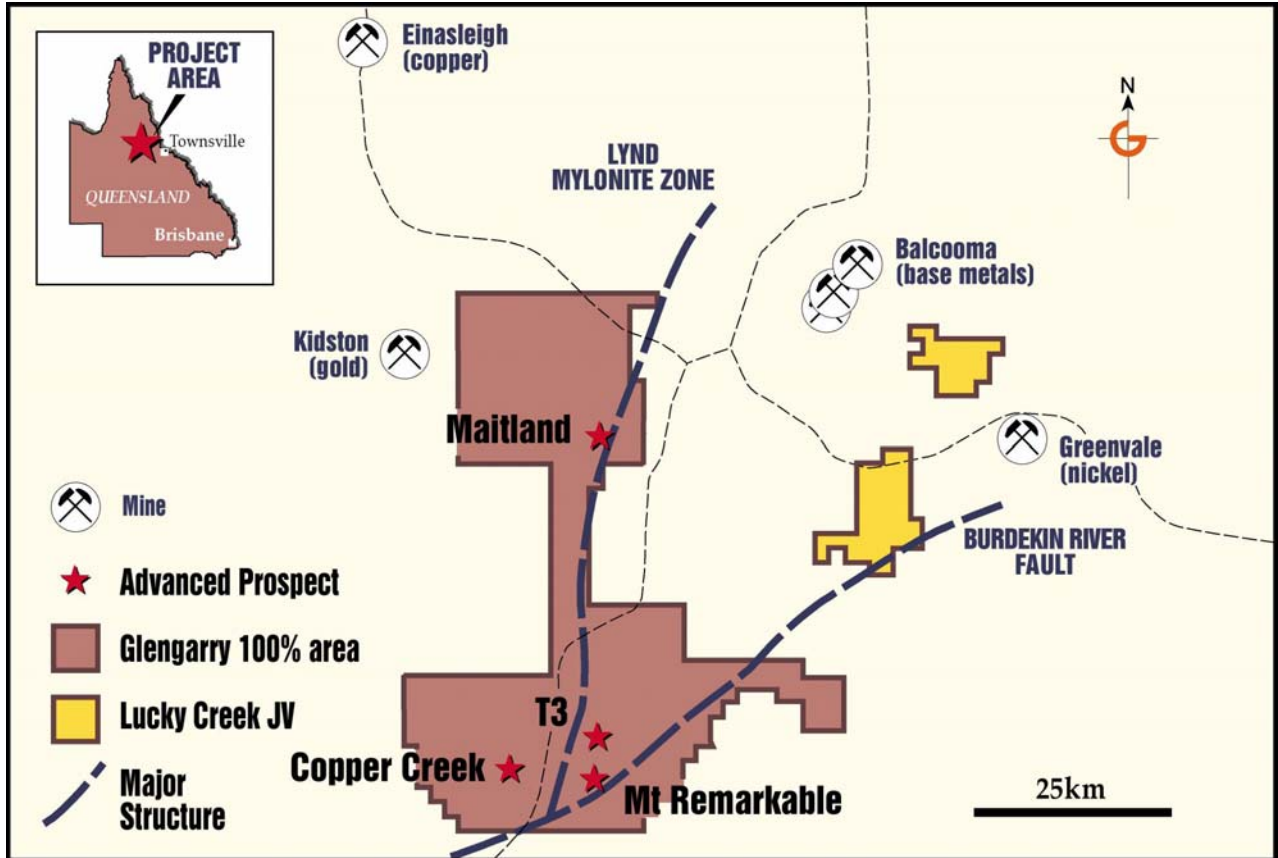 PROJECT
AREA
Townsville
QUEENSLAND
Brisbane
Einasleigh
(copper)
N
LYND
MYLONITE ZONE
Balcooma
(base metals)
Kidston
(gold)
Maitland
Greenvale
(nickel)
BURDEKIN RIVER
FAULT
T3
Copper Creek
Mt Remarkable
Mine
Advanced Prospect
Glengarry 100% area
Lucky Creek JV
Major
Structure
25km